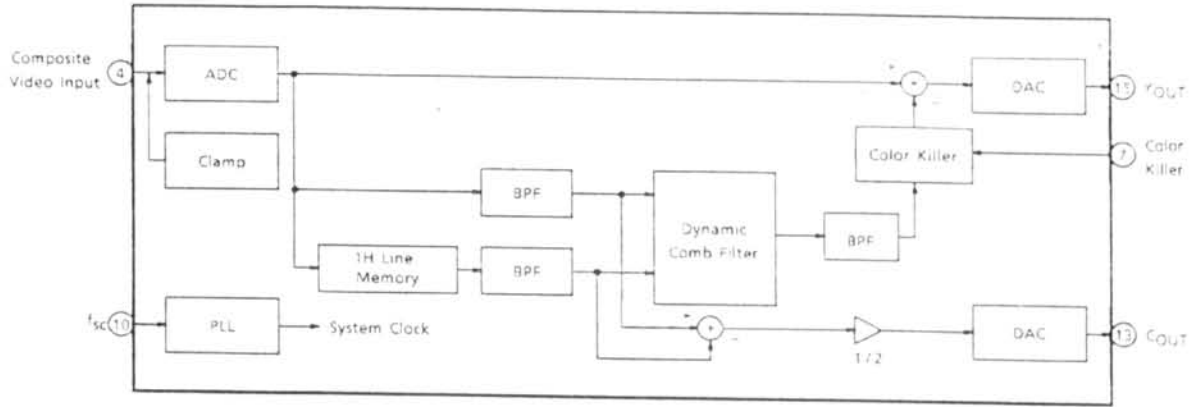 Composite
Video Input
4
ADC
Clamp
+
-
DAC
15
YOUT
Color Killer
7
Color
Killer
BPF
Dynamic
Comb Filter
BPF
1H Line
Memory
BPF
fsc
10
PLL
System Clock
+
+
-
1/2
DAC
13
COUT